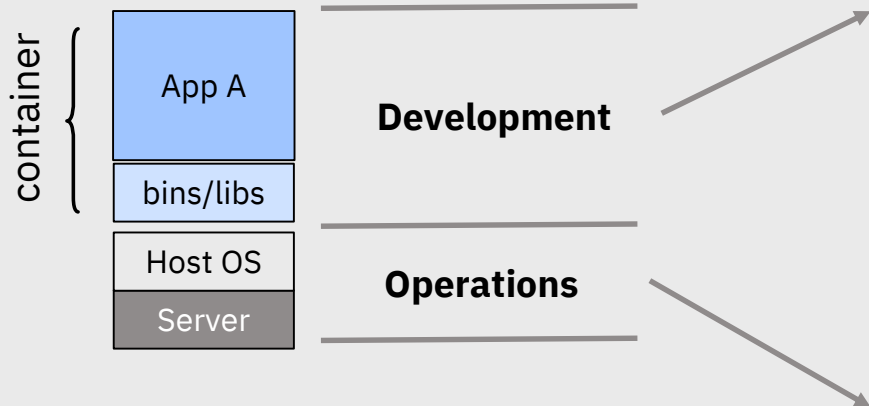 container
App A
bins/libs
Host OS
Server
Development
Operations